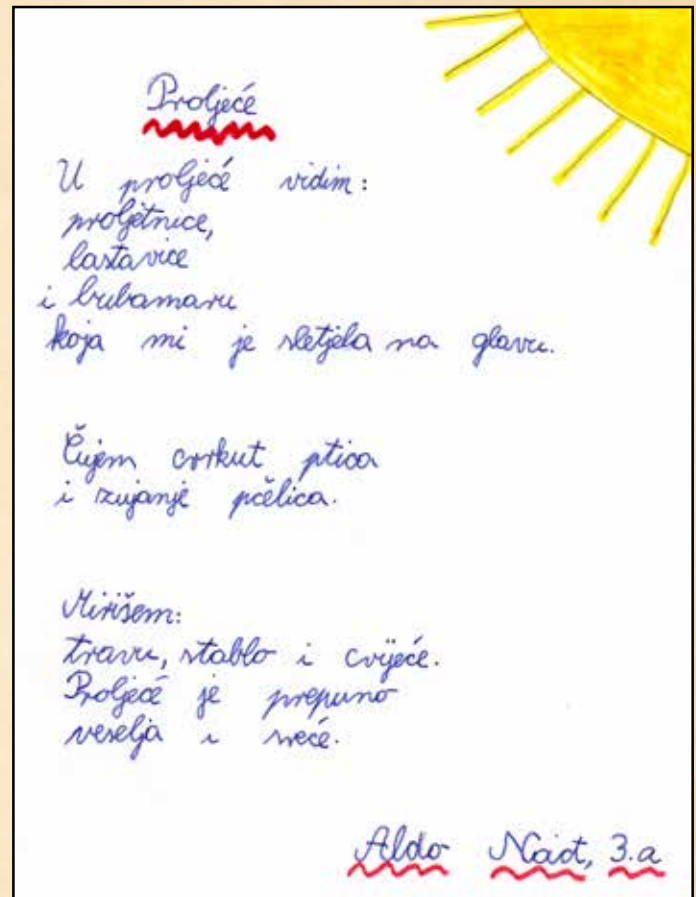 Proljeće
U proljeće vidim:
proljetnice,
lastavice
i bubamaru
koja mi je sletjela na glavu.
Čujem cvrkut ptica
i zujanje pčelica.
Mirišem:
travu, stablo i cvijeće.
Proljeće je prepuno
veselja i sreće.
Aldo 3.a